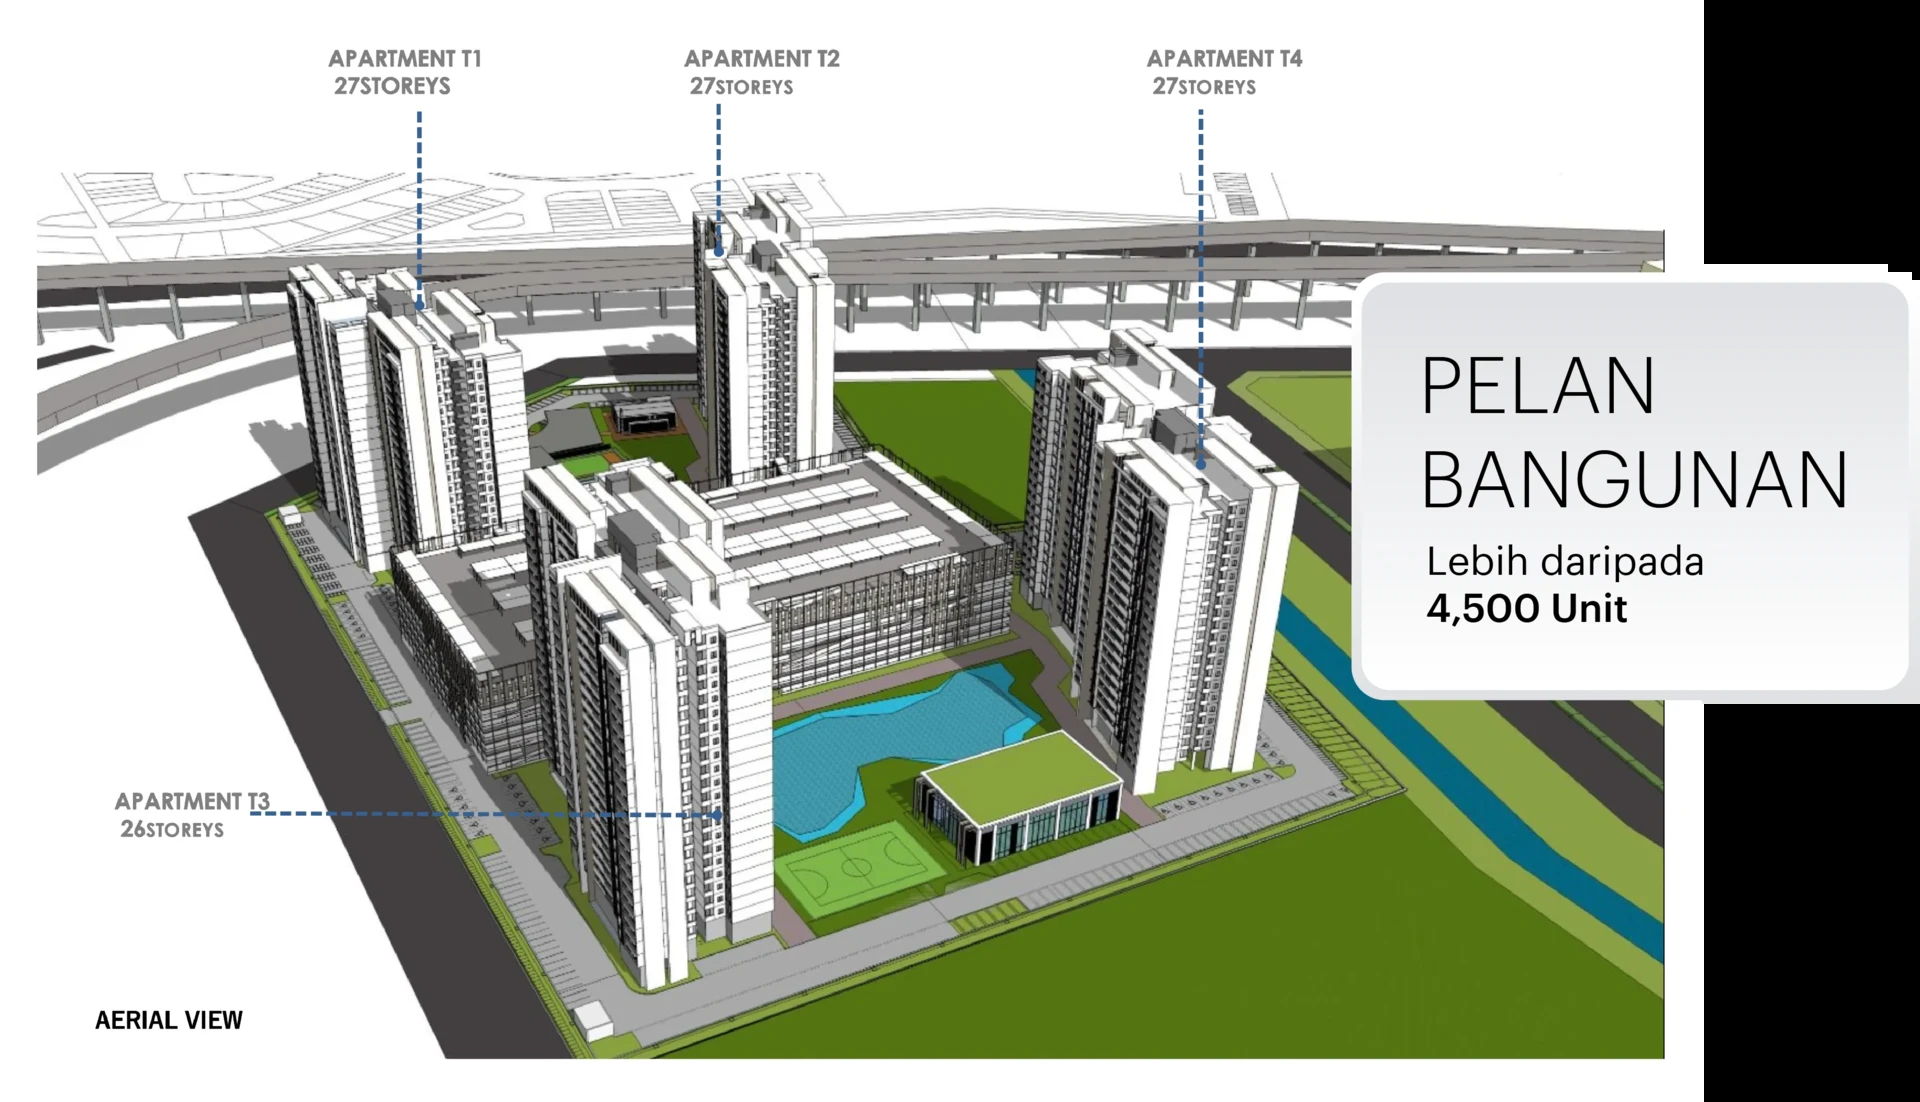 APARTMENT T1
27STOREYS
APARTMENT T2
27STOREYS
APARTMENT T4
27STOREYS
PELAN
BANGUNAN
Lebih daripada
4,500 Unit
APARTMENT T3
26STOREYS
AERIAL VIEW